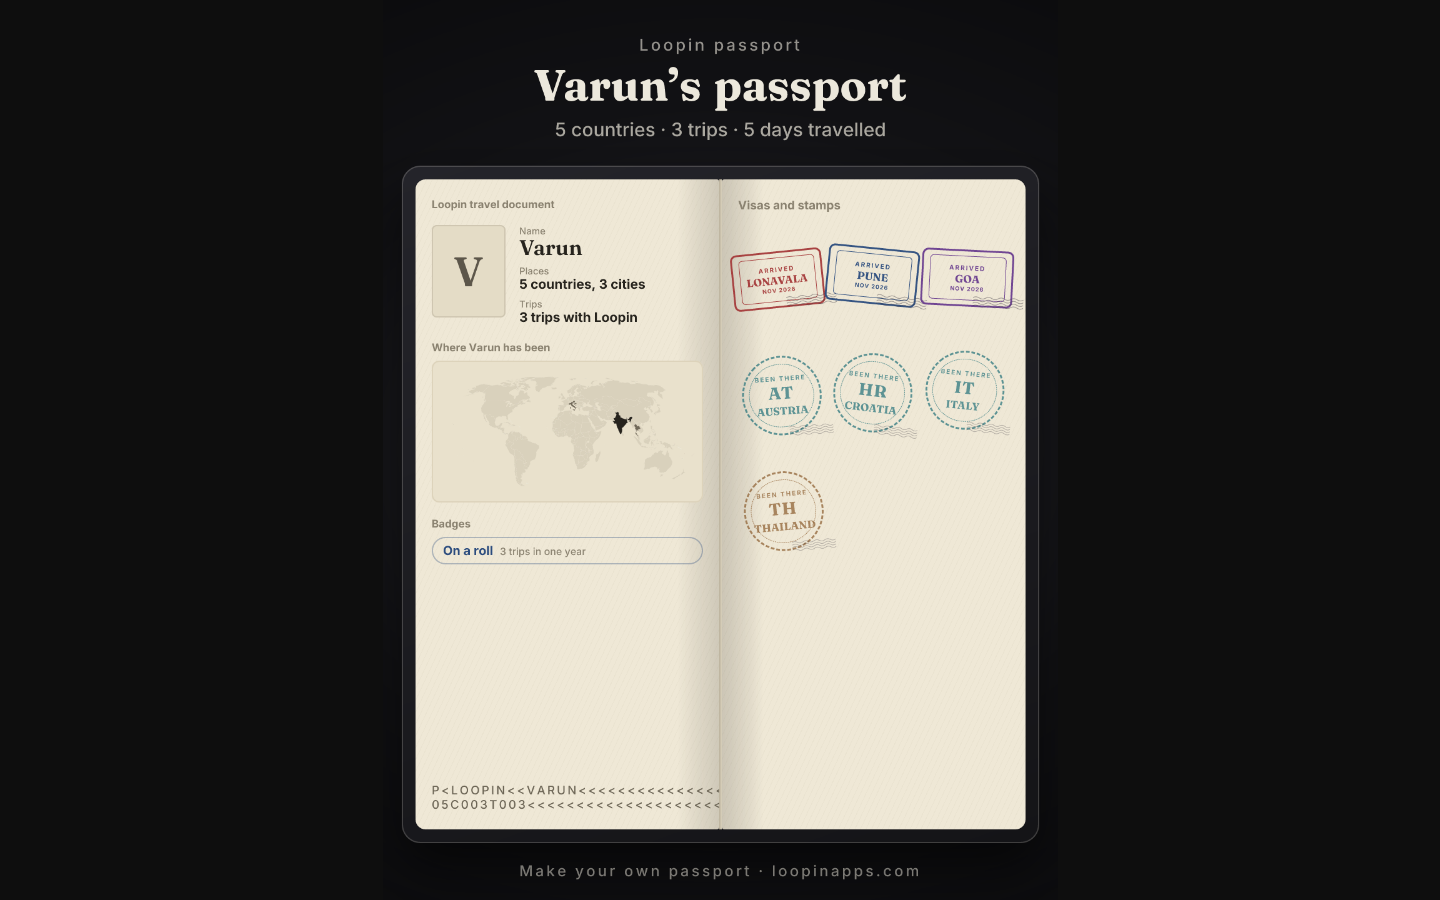 Loopin passport
Varun’s passport
5 countries · 3 trips · 5 days travelled
Loopin travel document
V
Name
Varun
Places
5 countries, 3 cities
Trips
3 trips with Loopin
Where Varun has been
Badges
On a roll 3 trips in one year
P<LOOPIN<<VARUN<<<<<<<<<<<<<<<
05C003T003<<<<<<<<<<<<<<<<<<<<
Visas and stamps
ARRIVED
LONAVALA
NOV 2026
ARRIVED
PUNE
NOV 2026
ARRIVED
GOA
NOV 2026
BEEN THERE
AT
AUSTRIA
BEEN THERE
HR
CROATIA
BEEN THERE
IT
ITALY
BEEN THERE
TH
THAILAND
Make your own passport · loopinapps.com